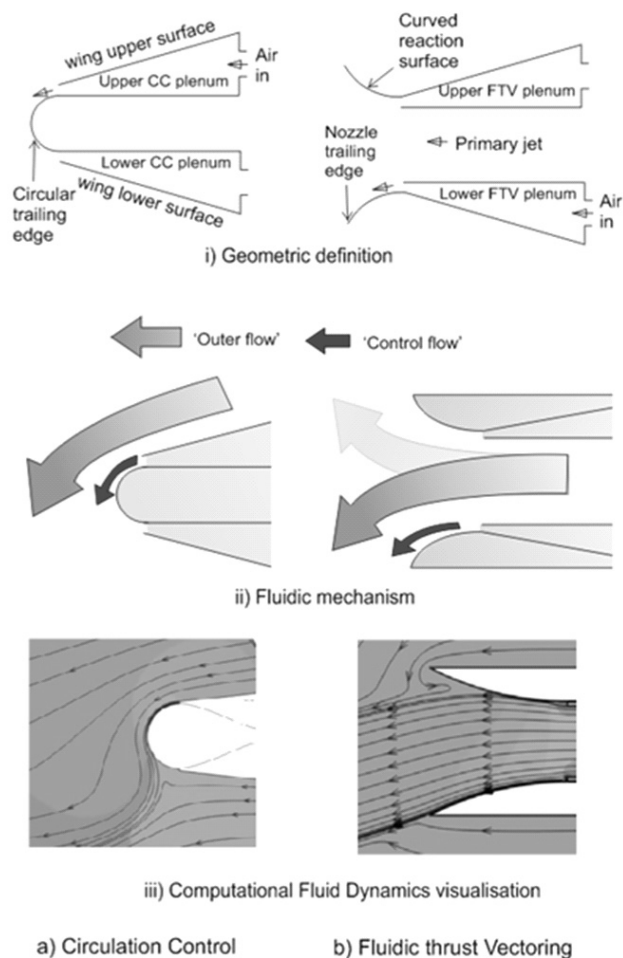 wing upper surface
Upper CC plenum
Air
in
Lower CC plenum
wing lower surface
Circular
trailing
edge
Curved
reaction
surface
Upper FTV plenum
Nozzle
trailing
edge
Primary jet
Lower FTV plenum
Air
in
i) Geometric definition
'Outer flow'
'Control flow'
ii) Fluidic mechanism
iii) Computational Fluid Dynamics visualisation
a) Circulation Control
b) Fluidic thrust Vectoring